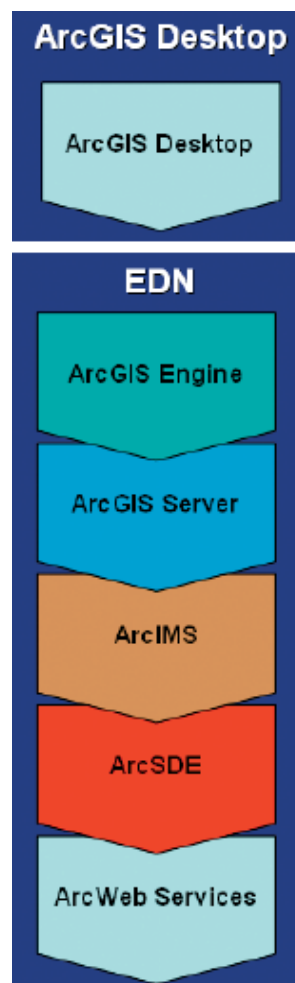 ArcGIS Desktop
ArcGIS Desktop
EDN
ArcGIS Engine
ArcGIS Server
ArcIMS
ArcSDE
ArcWeb Services